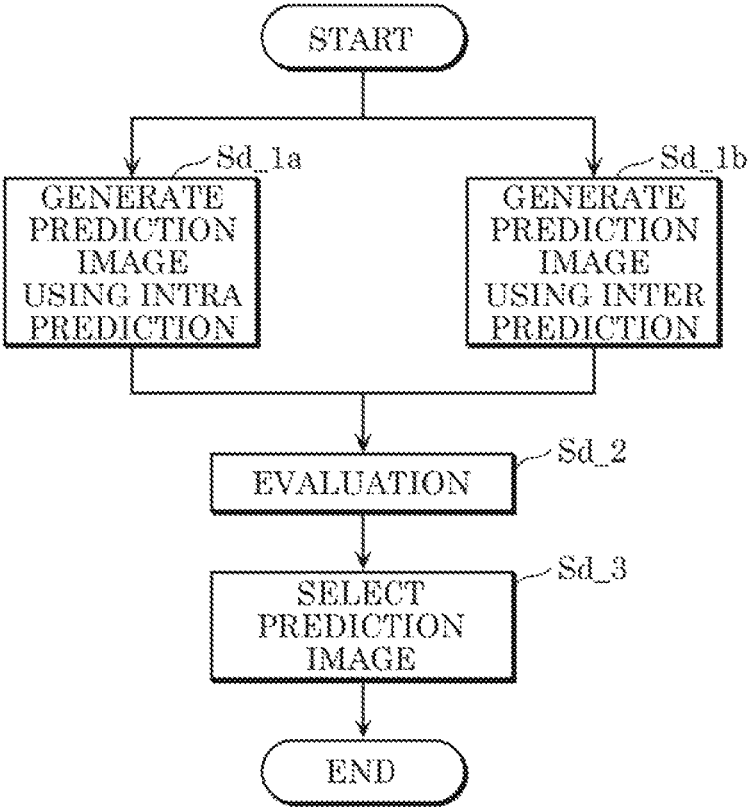 START
Sd_1a
GENERATE
PREDICTION
IMAGE
USING INTRA
PREDICTION
Sd_1b
GENERATE
PREDICTION
IMAGE
USING INTER
PREDICTION
Sd_2
EVALUATION
Sd_3
SELECT
PREDICTION
IMAGE
END